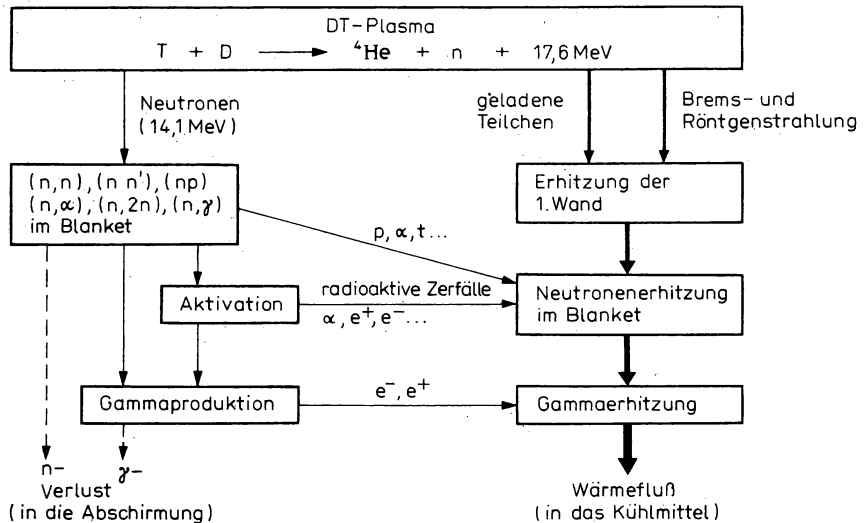 DT-Plasma
T + D ⟶ ⁴He + n + 17,6 MeV
Neutronen
(14,1 MeV)
geladene
Teilchen
Brems- und
Röntgenstrahlung
(n,n), (n n'), (np)
(n,α), (n,2n), (n,γ)
im Blanket
Erhitzung der
1. Wand
p, α, t...
Aktivation
radioaktive Zerfälle
α, e⁺, e⁻...
Neutronenerhitzung
im Blanket
Gammaproduktion
e⁻, e⁺
Gammaerhitzung
n- γ-
Verlust
(in die Abschirmung)
Wärmefluß
(in das Kühlmittel)